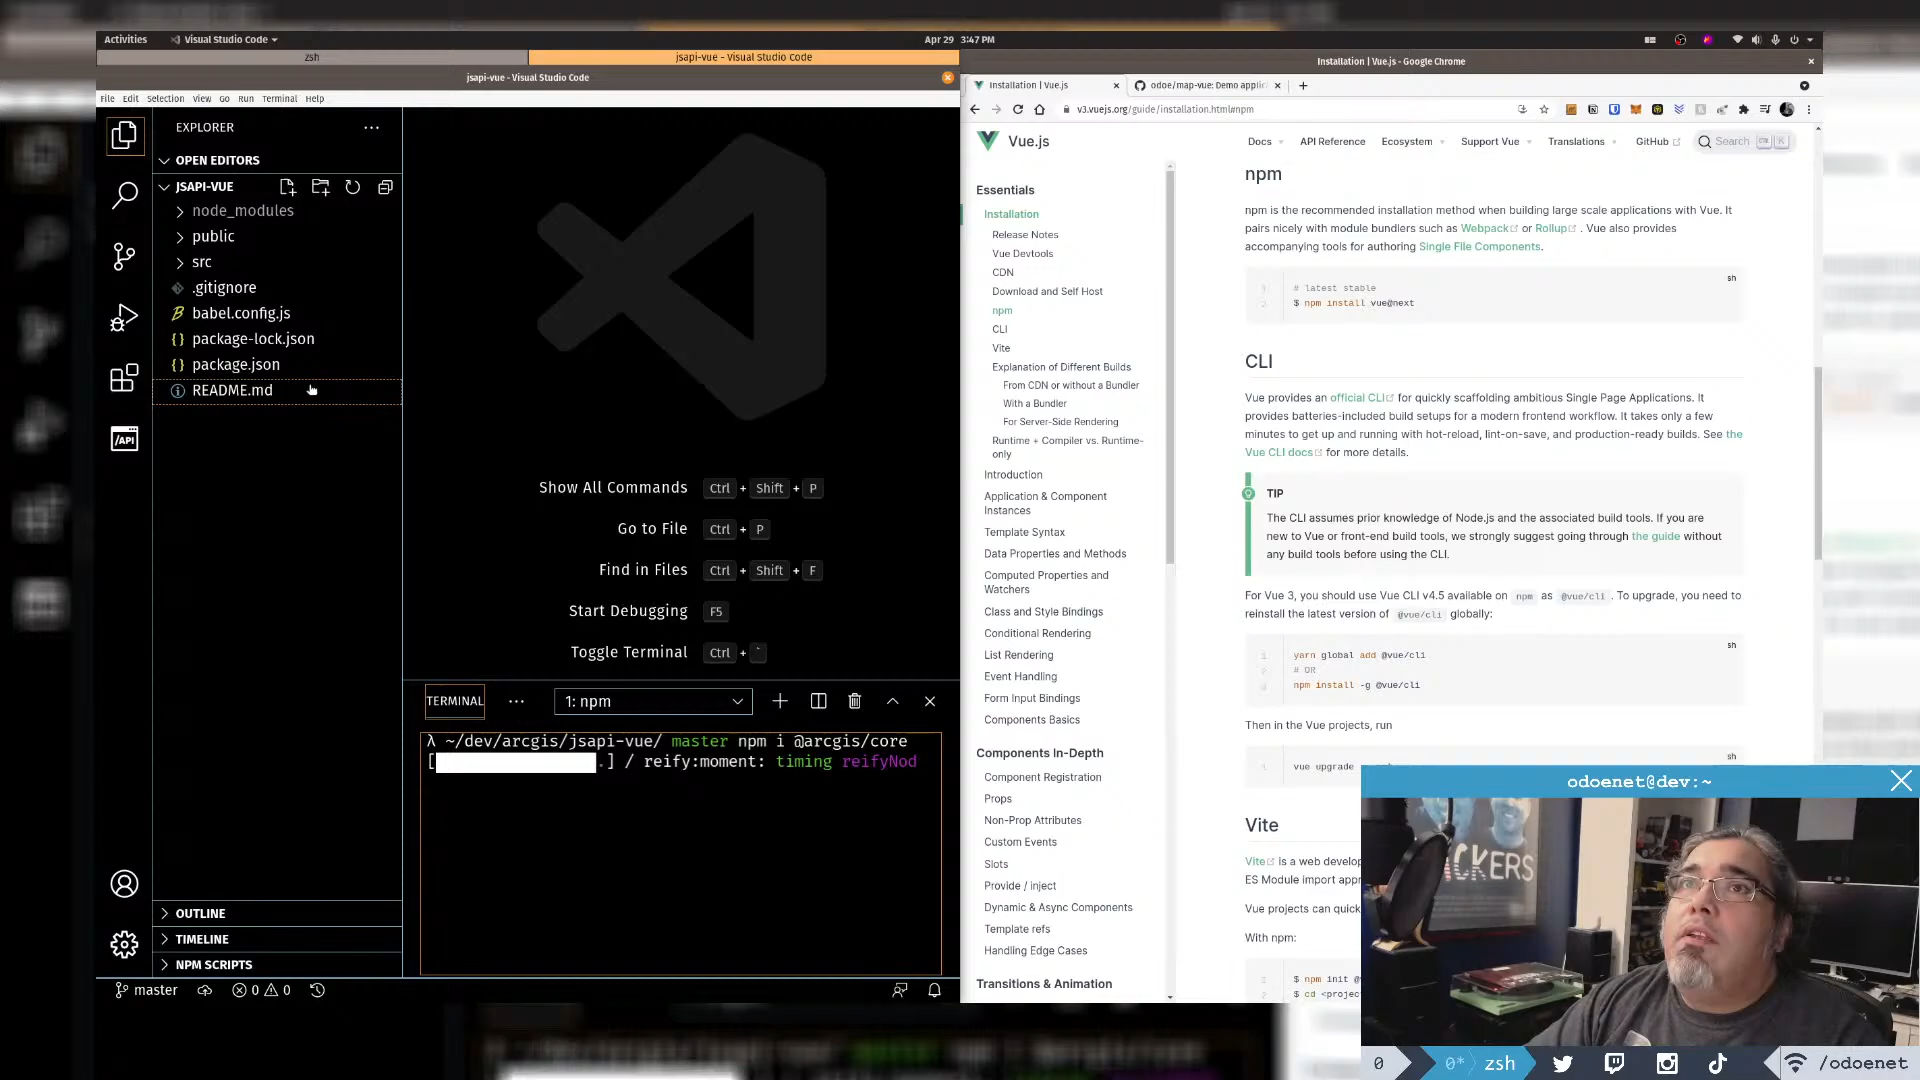 Activities
Visual Studio Code
Apr 29 3:47 PM
zsh
jsapi-vue - Visual Studio Code
jsapi-vue - Visual Studio Code
File Edit Selection View Go Run Terminal Help
EXPLORER
OPEN EDITORS
JSAPI-VUE
node_modules
public
src
.gitignore
babel.config.js
package-lock.json
package.json
README.md
/API
OUTLINE
TIMELINE
NPM SCRIPTS
master
0 0
Show All Commands Ctrl + Shift + P
Go to File Ctrl + P
Find in Files Ctrl + Shift + F
Start Debugging F5
Toggle Terminal Ctrl + `
TERMINAL
1: npm
λ ~/dev/arcgis/jsapi-vue/ master npm i @arcgis/core
[ .] / reify:moment: timing reifyNod
Installation | Vue.js - Google Chrome
Installation | Vue.js
odoe/map-vue: Demo applic
v3.vuejs.org/guide/installation.html#npm
Vue.js
Docs
API Reference
Ecosystem
Support Vue
Translations
GitHub
Search
K
Essentials
Installation
Release Notes
Vue Devtools
CDN
Download and Self Host
npm
CLI
Vite
Explanation of Different Builds
From CDN or without a Bundler
With a Bundler
For Server-Side Rendering
Runtime + Compiler vs. Runtime-
only
Introduction
Application & Component
Instances
Template Syntax
Data Properties and Methods
Computed Properties and
Watchers
Class and Style Bindings
Conditional Rendering
List Rendering
Event Handling
Form Input Bindings
Components Basics
Components In-Depth
Component Registration
Props
Non-Prop Attributes
Custom Events
Slots
Provide / inject
Dynamic & Async Components
Template refs
Handling Edge Cases
Transitions & Animation
npm
npm is the recommended installation method when building large scale applications with Vue. It
pairs nicely with module bundlers such as Webpack or Rollup . Vue also provides
accompanying tools for authoring Single File Components.
sh
1 # latest stable
2 $ npm install vue@next
CLI
Vue provides an official CLI for quickly scaffolding ambitious Single Page Applications. It
provides batteries-included build setups for a modern frontend workflow. It takes only a few
minutes to get up and running with hot-reload, lint-on-save, and production-ready builds. See the
Vue CLI docs for more details.
TIP
The CLI assumes prior knowledge of Node.js and the associated build tools. If you are
new to Vue or front-end build tools, we strongly suggest going through the guide without
any build tools before using the CLI.
For Vue 3, you should use Vue CLI v4.5 available on npm as @vue/cli . To upgrade, you need to
reinstall the latest version of @vue/cli globally:
sh
1 yarn global add @vue/cli
2 # OR
3 npm install -g @vue/cli
Then in the Vue projects, run
sh
1 vue upgrade
Vite
Vite is a web develop
ES Module import appr
Vue projects can quick
With npm:
1 $ npm init @
2 $ cd <projec
odoenet@dev:~
CKERS
0
0* zsh
/odoenet